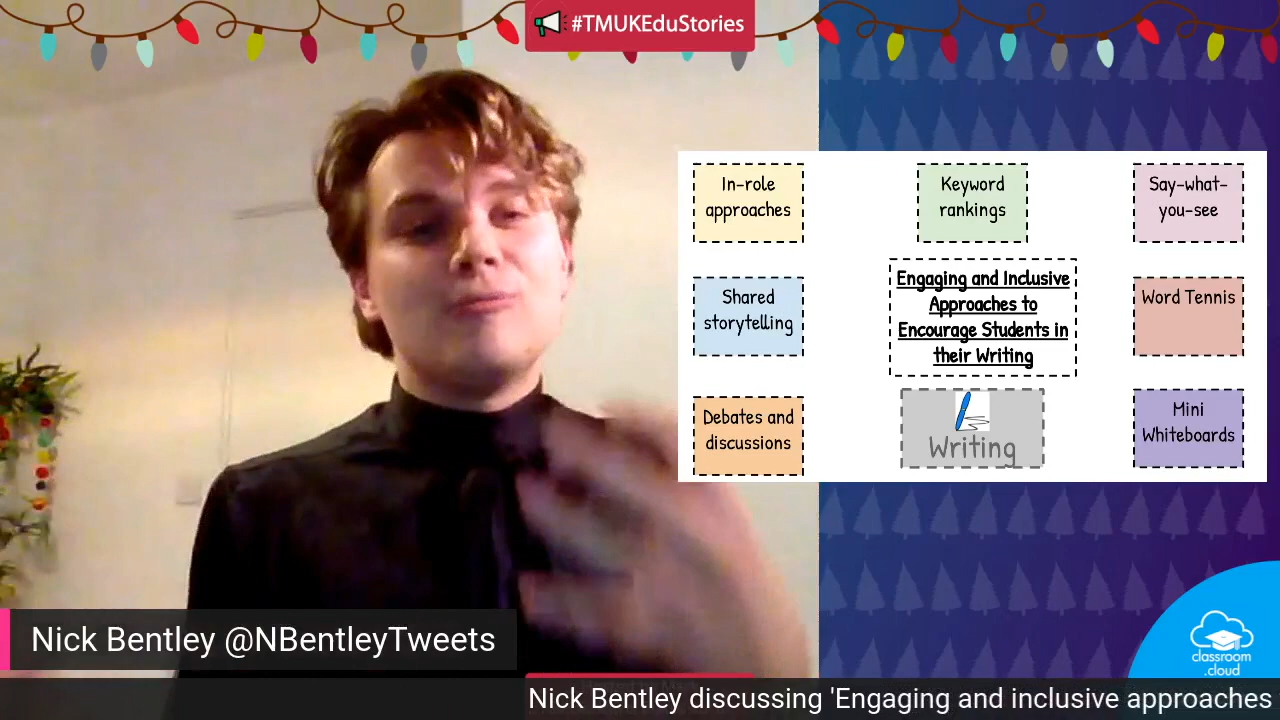 #TMUKEduStories
In-role
approaches
Keyword
rankings
Say-what-
you-see
Shared
storytelling
Engaging and Inclusive
Approaches to
Encourage Students in
their Writing
Word Tennis
Debates and
discussions
Writing
Mini
Whiteboards
Nick Bentley @NBentleyTweets
classroom
.cloud
Nick Bentley discussing 'Engaging and inclusive approaches